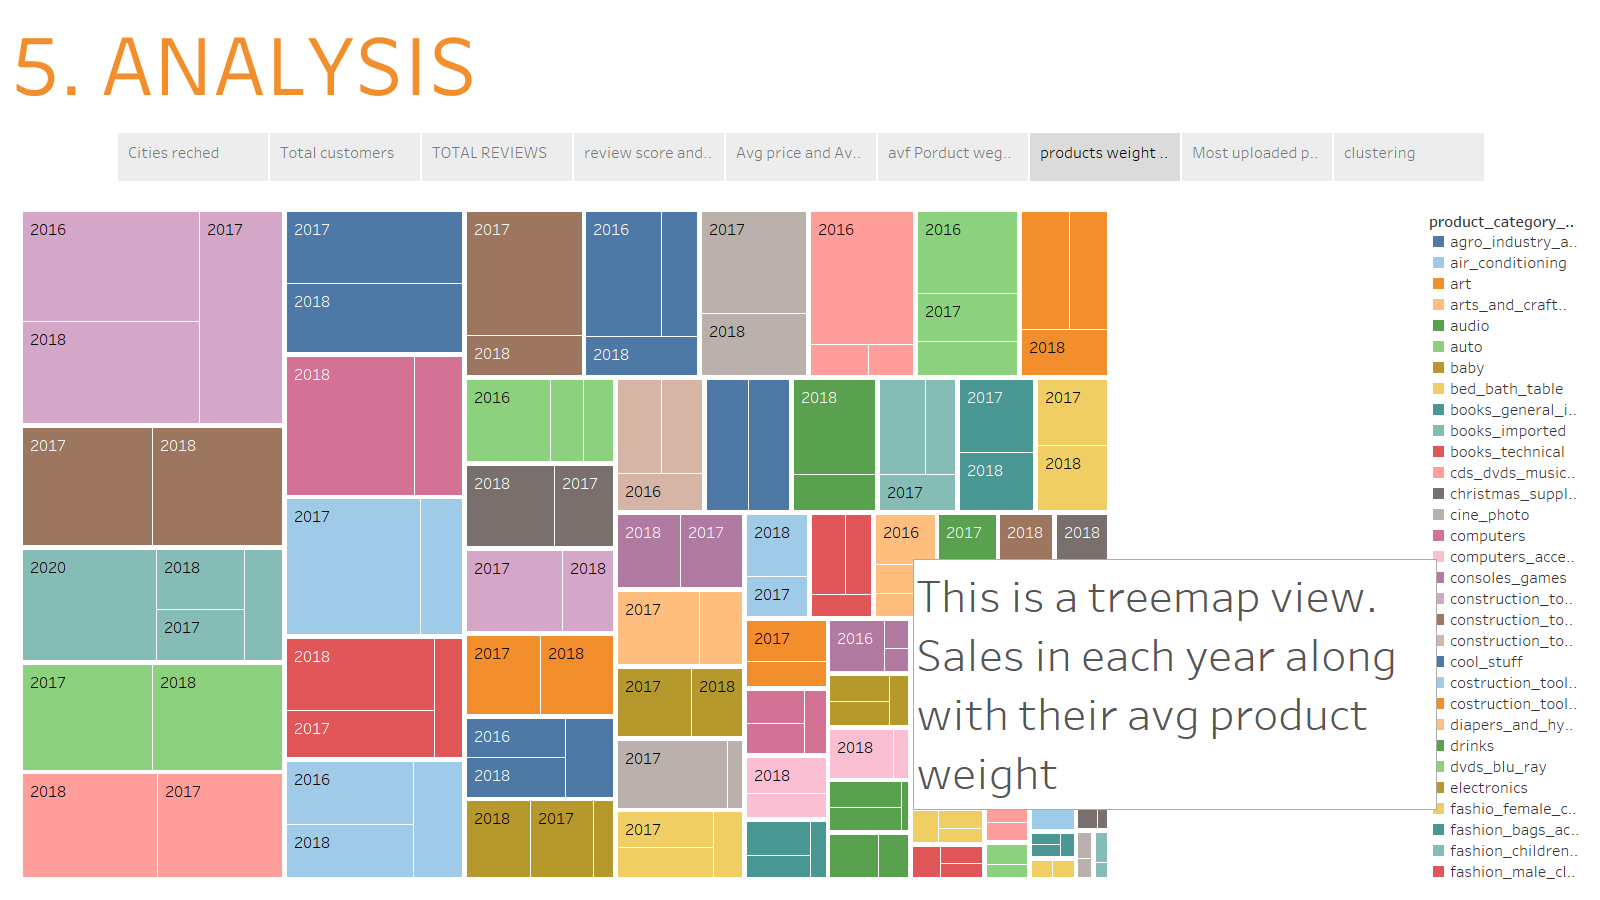 5. ANALYSIS
Cities reched
Total customers
TOTAL REVIEWS
review score and..
Avg price and Av..
avf Porduct weg..
products weight ..
Most uploaded p..
clustering
2016 2017
2018
2017 2018
2020 2018
2017
2017 2018
2018 2017
2017
2018
2018
2017
2018
2017
2016
2018
2017
2018
2016
2018 2017
2017 2018
2017 2018
2016
2018
2018 2017
2016
2018
2017
2018
2016
2016
2017
2018
2016
2018
2017
2017
2018
2017
2018
2018 2017
2017
2017 2018
2017
2017
2018
2017
2016
2017
2018
2018
2017
2016
2018
2018
This is a treemap view.
Sales in each year along
with their avg product
weight
product_category_..
agro_industry_a..
air_conditioning
art
arts_and_craft..
audio
auto
baby
bed_bath_table
books_general_i..
books_imported
books_technical
cds_dvds_music..
christmas_suppl..
cine_photo
computers
computers_acce..
consoles_games
construction_to..
construction_to..
construction_to..
cool_stuff
costruction_tool..
costruction_tool..
diapers_and_hy..
drinks
dvds_blu_ray
electronics
fashio_female_c..
fashion_bags_ac..
fashion_children..
fashion_male_cl..